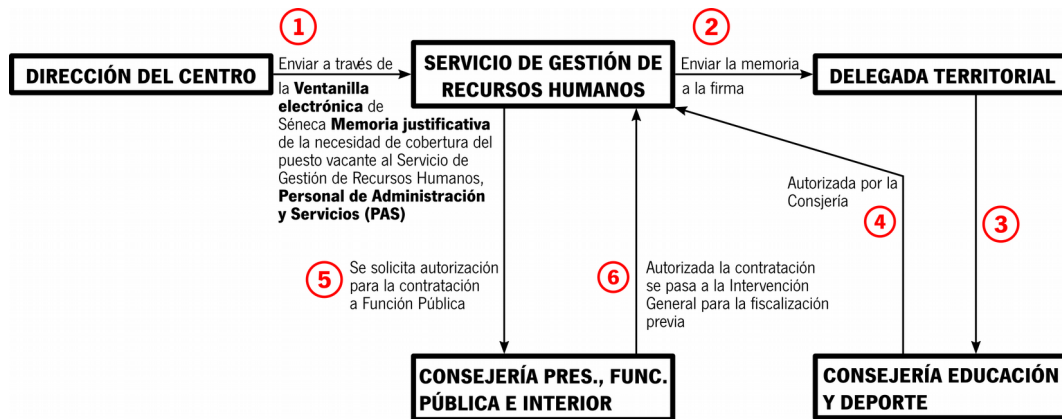 1
2
DIRECCIÓN DEL CENTRO
Enviar a través de
la Ventanilla
electrónica de
Séneca Memoria justificativa
de la necesidad de cobertura del
puesto vacante al Servicio de
Gestión de Recursos Humanos,
Personal de Administración
y Servicios (PAS)
SERVICIO DE GESTIÓN DE
RECURSOS HUMANOS
Enviar la memoria
a la firma
DELEGADA TERRITORIAL
Autorizada por la
Consjería
4
3
5
Se solicita autorización
para la contratación
a Función Pública
6
Autorizada la contratación
se pasa a la Intervención
General para la fiscalización
previa
CONSEJERÍA PRES., FUNC.
PÚBLICA E INTERIOR
CONSEJERÍA EDUCACIÓN
Y DEPORTE